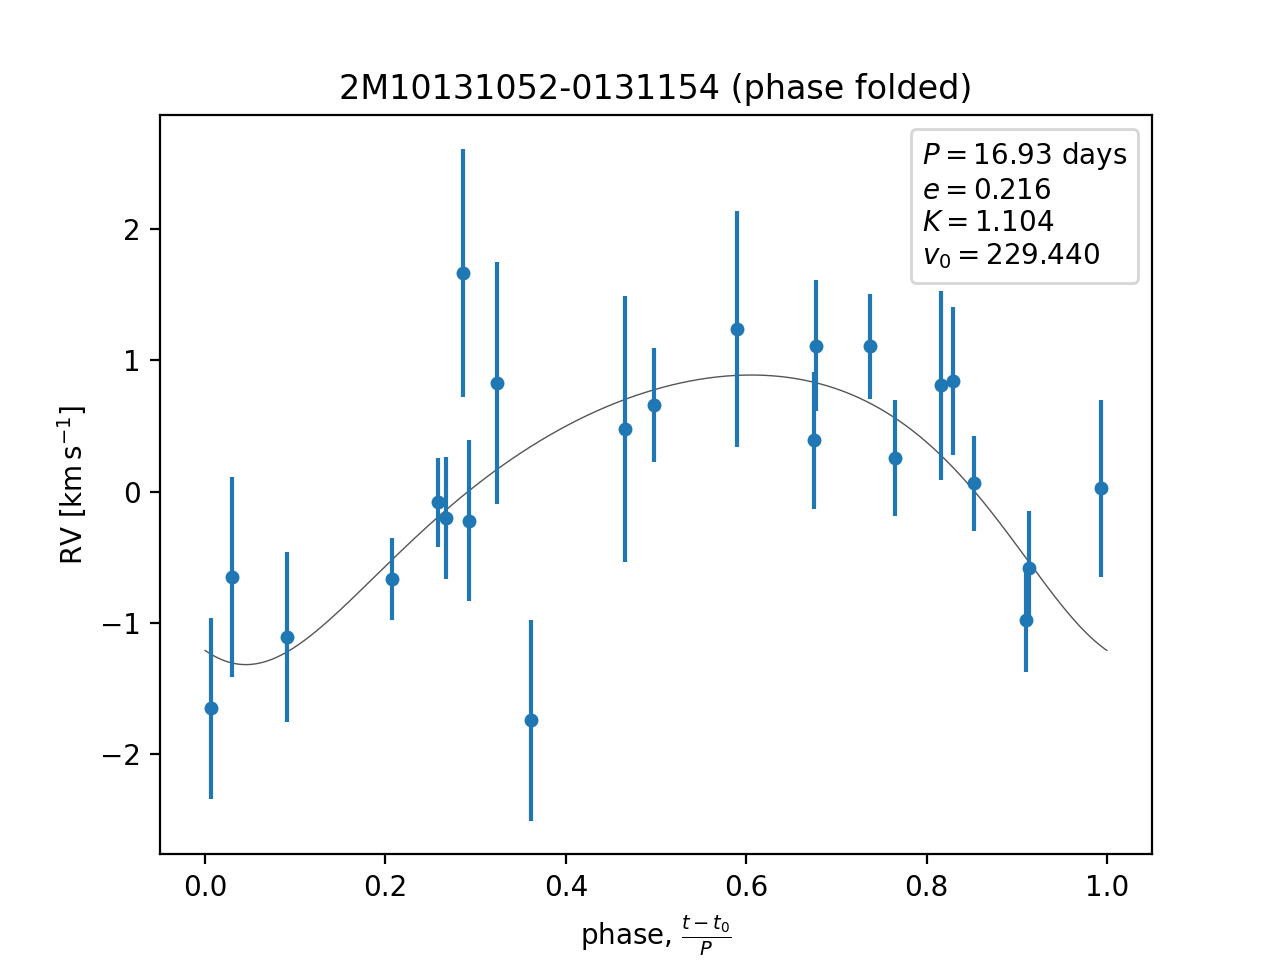 2M10131052-0131154 (phase folded)
P = 16.93 days
e = 0.216
K = 1.104
v₀ = 229.440
2
1
0
−1
−2
RV [km s⁻¹]
0.0 0.2 0.4 0.6 0.8 1.0
phase, (t − t₀)/P